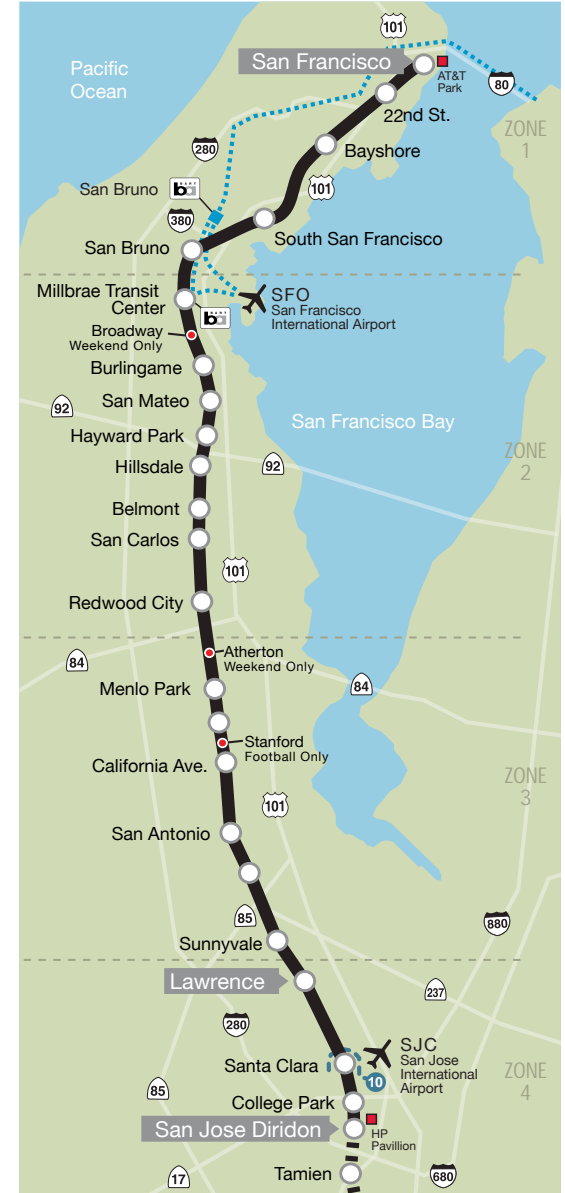 101
San Francisco
AT&T
Park
Pacific
Ocean
80
22nd St.
ZONE
1
280
Bayshore
San Bruno
BART
ba
101
380
South San Francisco
San Bruno
Millbrae Transit
Center
SFO
San Francisco
International Airport
BART
ba
Broadway
Weekend Only
Burlingame
San Mateo
92
San Francisco Bay
Hayward Park
ZONE
2
Hillsdale
92
Belmont
San Carlos
101
Redwood City
Atherton
Weekend Only
84
Menlo Park
84
Stanford
Football Only
California Ave.
ZONE
3
101
San Antonio
85
880
Sunnyvale
Lawrence
237
280
SJC
San Jose
International
Airport
Santa Clara
10
ZONE
4
85
College Park
San Jose Diridon
HP
Pavillion
Tamien
17
680